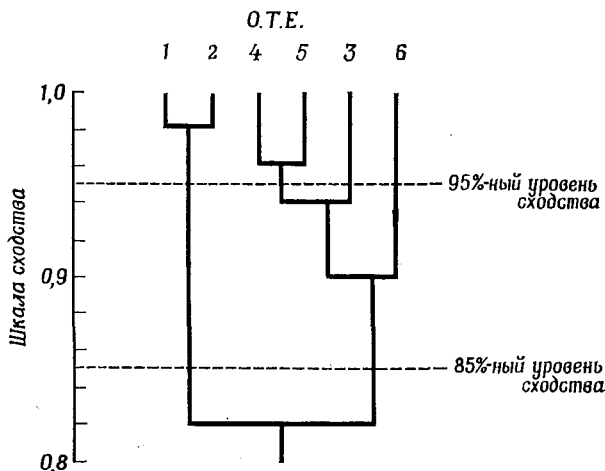 О.Т.Е.
1 2 4 5 3 6
Шкала сходства
1,0
95%-ный уровень
сходства
0,9
85%-ный уровень
сходства
0,8